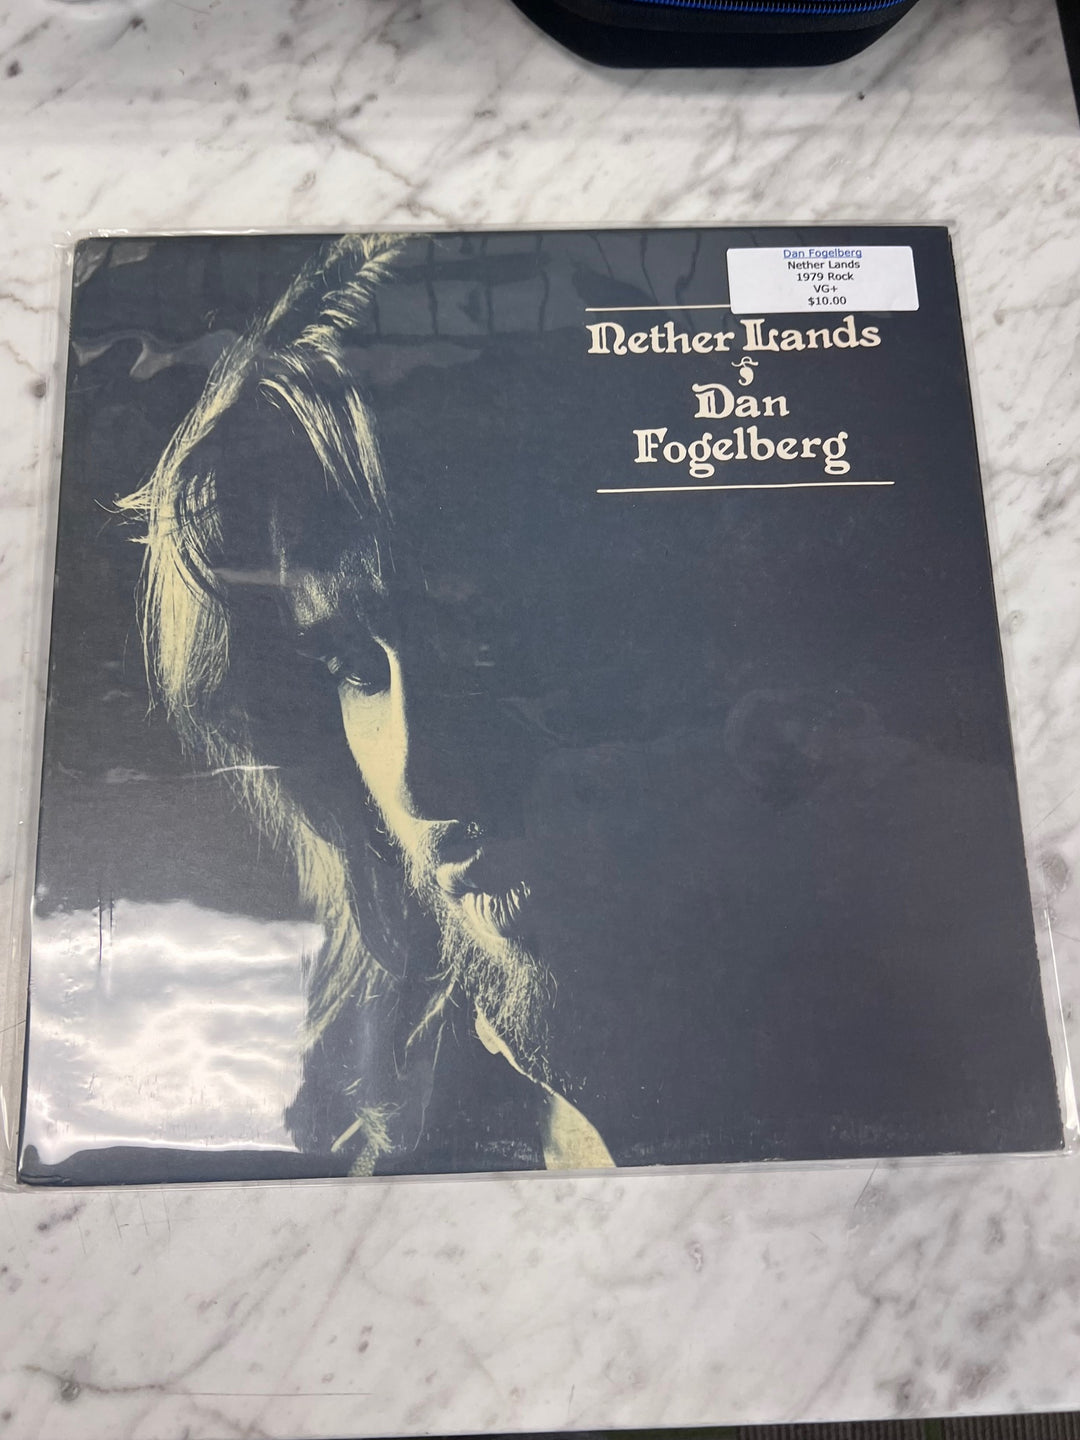 Dan Fogelberg
Nether Lands
1979 Rock
VG+
$10.00
Nether Lands
Dan
Fogelberg